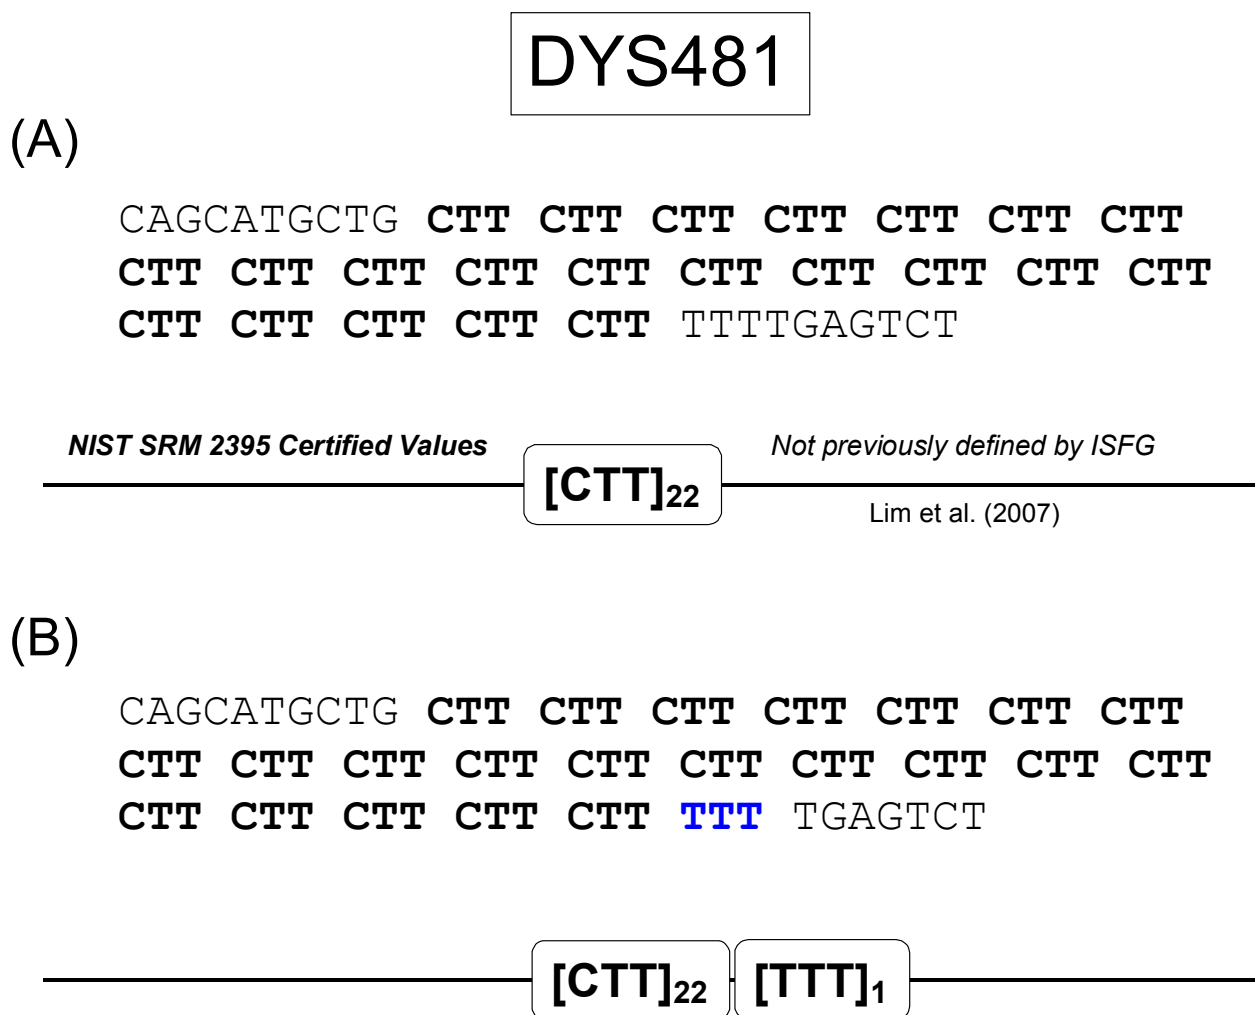 DYS481
(A)
CAGCATGCTG CTT CTT CTT CTT CTT CTT CTT
CTT CTT CTT CTT CTT CTT CTT CTT CTT CTT
CTT CTT CTT CTT CTT TTTTGAGTCT
NIST SRM 2395 Certified Values
Not previously defined by ISFG
[CTT]22
Lim et al. (2007)
(B)
CAGCATGCTG CTT CTT CTT CTT CTT CTT CTT
CTT CTT CTT CTT CTT CTT CTT CTT CTT CTT
CTT CTT CTT CTT CTT TTT TGAGTCT
[CTT]22 [TTT]1